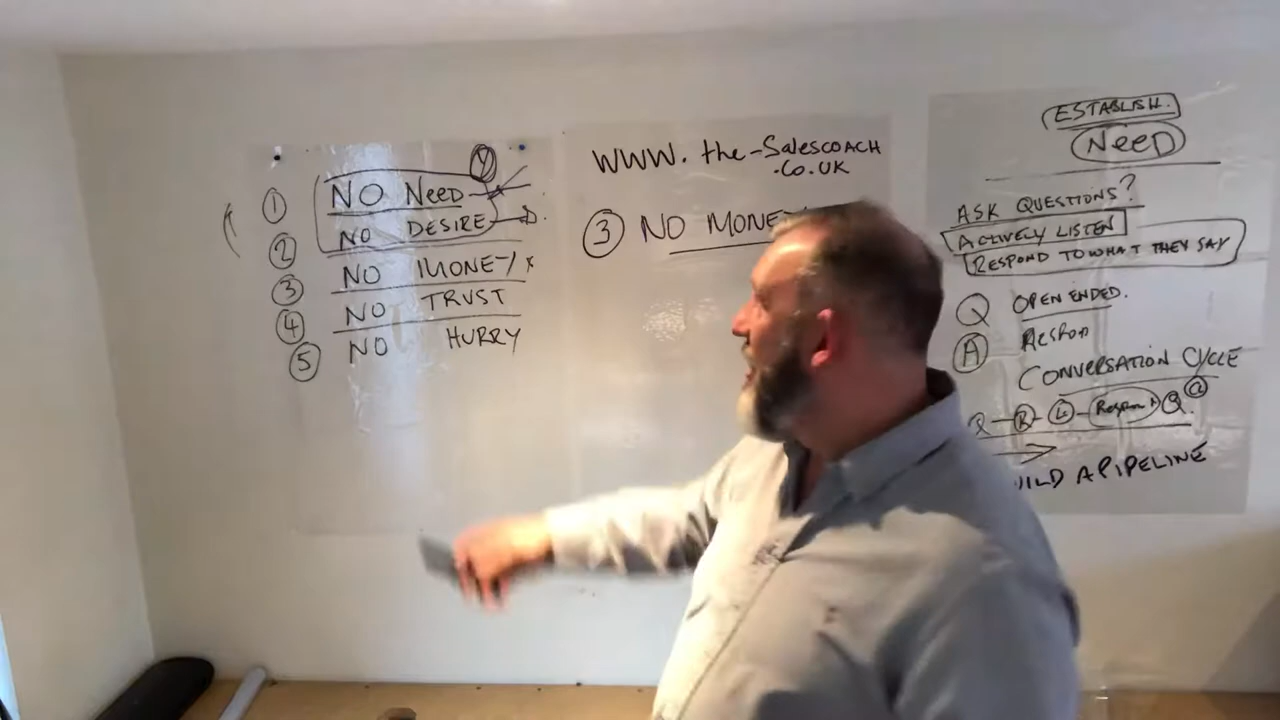 ① NO NEED
② NO DESIRE
③ NO MONEY x
④ NO TRUST
⑤ NO HURRY
www.the-Salescoach
.co.uk
③ NO MONEY
ESTABLISH.
NEED
ASK QUESTIONS?
ACTIVELY LISTEN
RESPOND TO WHAT THEY SAY
Q OPEN ENDED.
A
CONVERSATION CYCLE
R - L - Respon Q Q
A PIPELINE